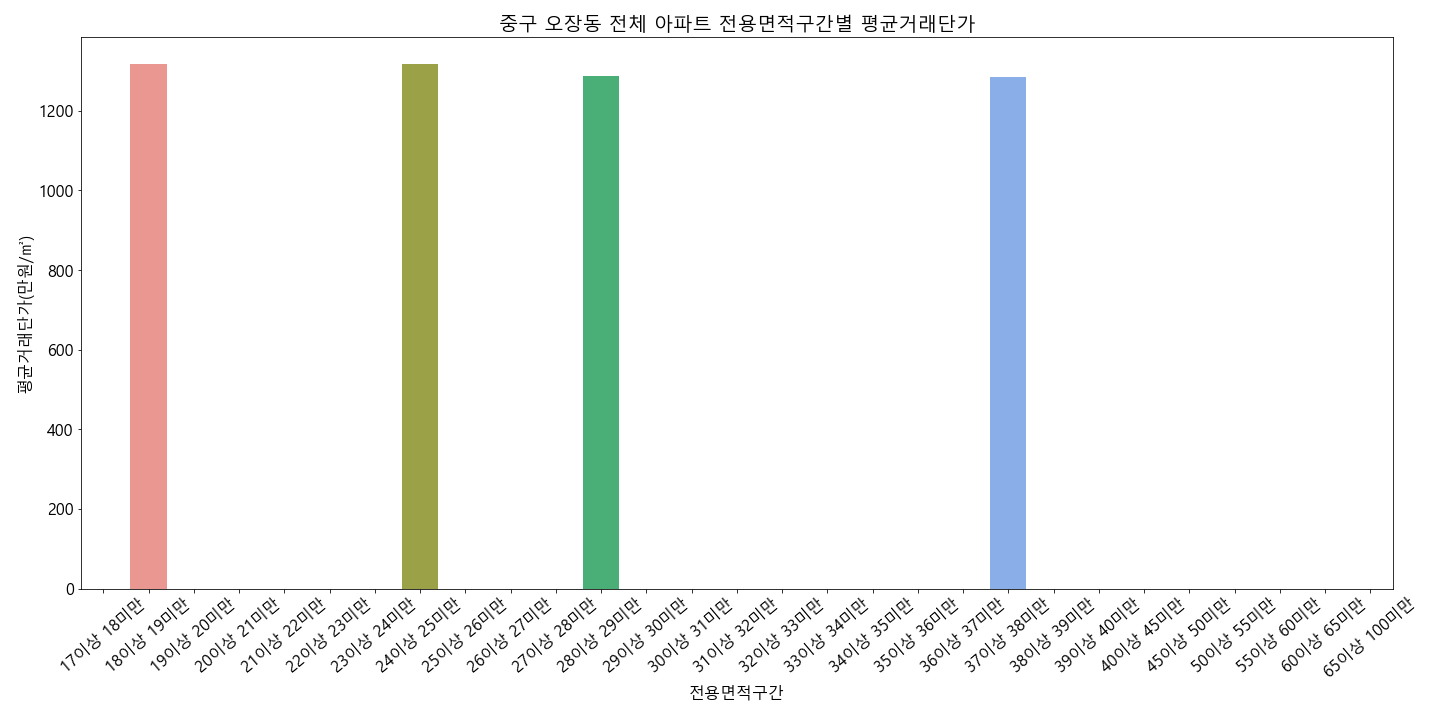 중구 오장동 전체 아파트 전용면적구간별 평균거래단가
평균거래단가(만원/㎡)
1200
1000
800
600
400
200
0
17이상 18미만
18이상 19미만
19이상 20미만
20이상 21미만
21이상 22미만
22이상 23미만
23이상 24미만
24이상 25미만
25이상 26미만
26이상 27미만
27이상 28미만
28이상 29미만
29이상 30미만
30이상 31미만
31이상 32미만
32이상 33미만
33이상 34미만
34이상 35미만
35이상 36미만
36이상 37미만
37이상 38미만
38이상 39미만
39이상 40미만
40이상 45미만
45이상 50미만
50이상 55미만
55이상 60미만
60이상 65미만
65이상 100미만
전용면적구간